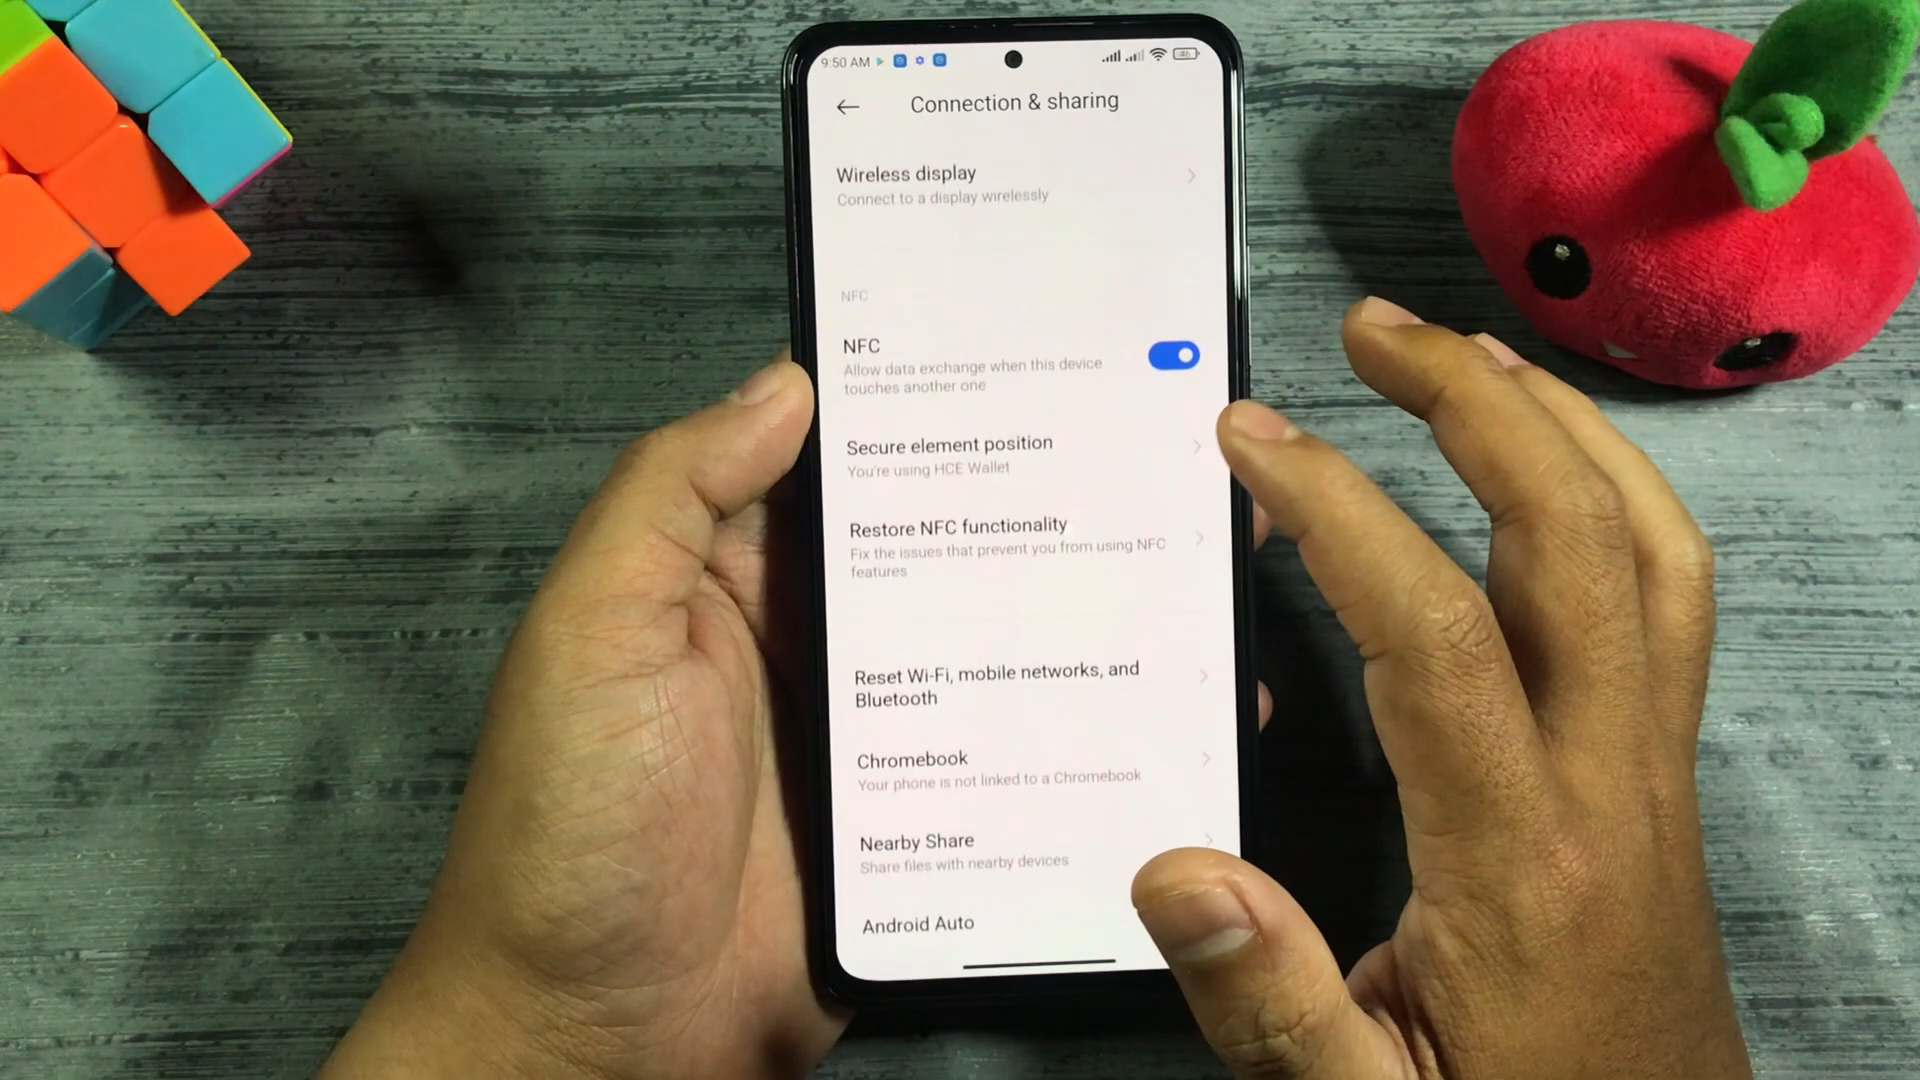 9:50 AM
Connection & sharing
Wireless display
Connect to a display wirelessly
NFC
NFC
Allow data exchange when this device
touches another one
Secure element position
You're using HCE Wallet
Restore NFC functionality
Fix the issues that prevent you from using NFC
features
Reset Wi-Fi, mobile networks, and
Bluetooth
Chromebook
Your phone is not linked to a Chromebook
Nearby Share
Share files with nearby devices
Android Auto